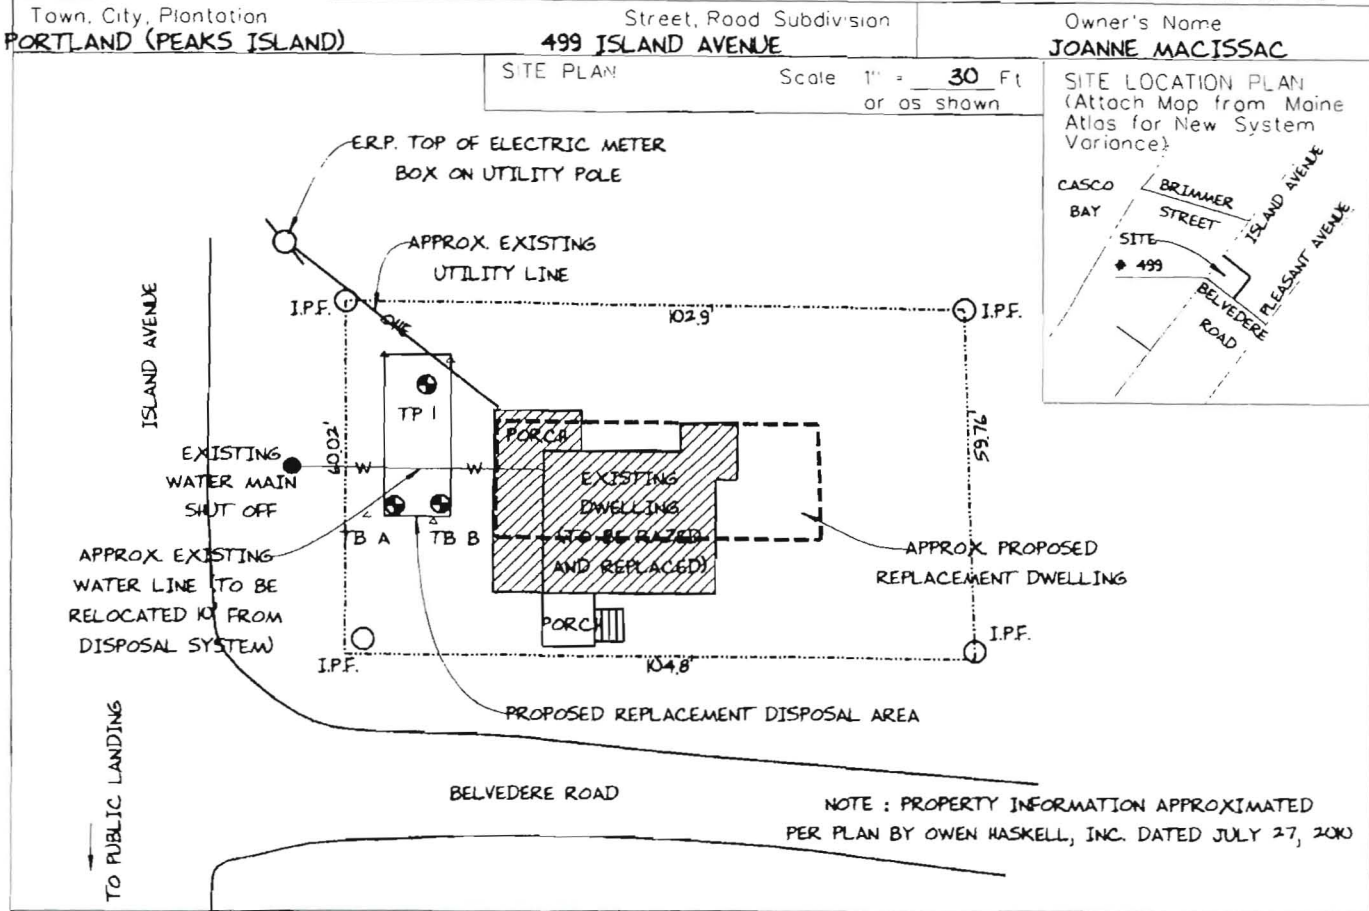 Town, City, Plantation
PORTLAND (PEAKS ISLAND)
Street, Road Subdivision
499 ISLAND AVENUE
Owner's Name
JOANNE MACISSAC
SITE PLAN
Scale 1" = 30 Ft
or as shown
SITE LOCATION PLAN
(Attach Map from Maine
Atlas for New System
Variance)
CASCO
BAY
BRIMMER
STREET
ISLAND AVENUE
PLEASANT AVENUE
SITE
# 499
BELVEDERE
ROAD
E.R.P. TOP OF ELECTRIC METER
BOX ON UTILITY POLE
APPROX. EXISTING
UTILITY LINE
I.P.F.
OHE
102.9'
I.P.F.
ISLAND AVENUE
TP 1
60.02'
59.76'
PORCH
EXISTING
WATER MAIN
SHUT OFF
W
W
EXISTING
DWELLING
(TO BE RAZED
AND REPLACED)
TB A
TB B
APPROX. EXISTING
WATER LINE (TO BE
RELOCATED 10' FROM
DISPOSAL SYSTEM)
APPROX. PROPOSED
REPLACEMENT DWELLING
PORCH
I.P.F.
I.P.F.
104.8'
PROPOSED REPLACEMENT DISPOSAL AREA
TO PUBLIC LANDING
BELVEDERE ROAD
NOTE : PROPERTY INFORMATION APPROXIMATED
PER PLAN BY OWEN HASKELL, INC. DATED JULY 27, 2010